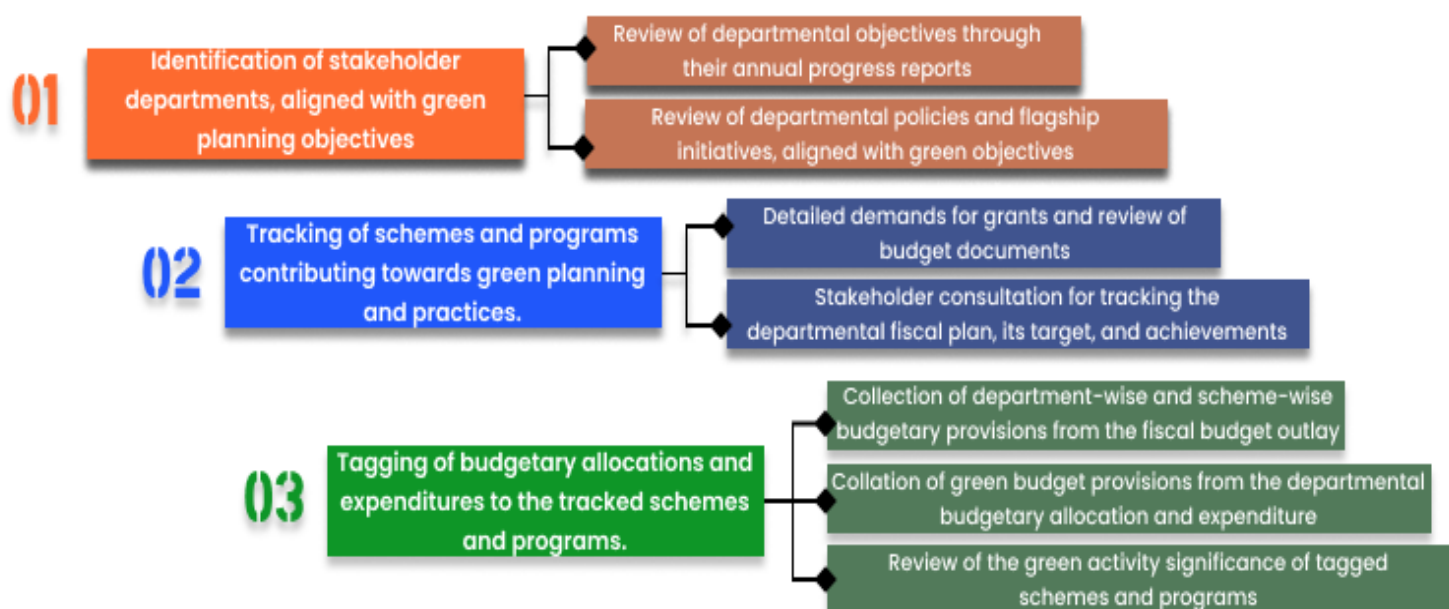 01
Identification of stakeholder
departments, aligned with green
planning objectives
Review of departmental objectives through
their annual progress reports
Review of departmental policies and flagship
initiatives, aligned with green objectives
02
Tracking of schemes and programs
contributing towards green planning
and practices.
Detailed demands for grants and review of
budget documents
Stakeholder consultation for tracking the
departmental fiscal plan, its target, and achievements
03
Tagging of budgetary allocations and
expenditures to the tracked schemes
and programs.
Collection of department-wise and scheme-wise
budgetary provisions from the fiscal budget outlay
Collation of green budget provisions from the departmental
budgetary allocation and expenditure
Review of the green activity significance of tagged
schemes and programs